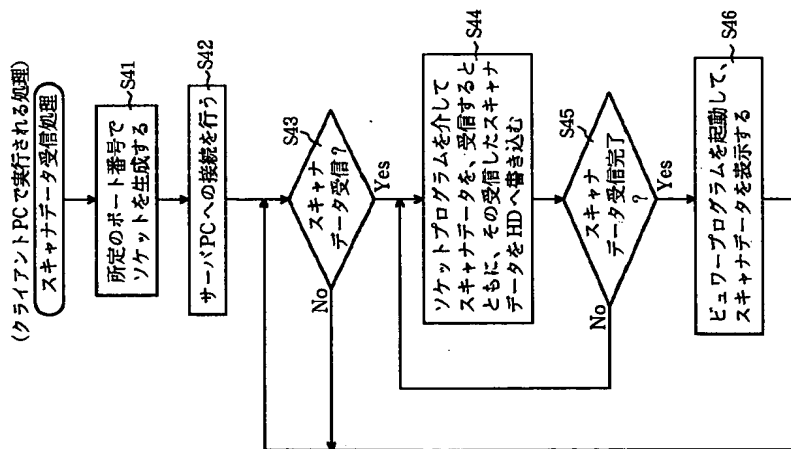 (クライアントPCで実行される処理)
スキャナデータ受信処理
S41
所定のポート番号で
ソケットを生成する
S42
サーバPCへの接続を行う
S43
スキャナ
データ受信?
Yes
No
S44
ソケットプログラムを介して
スキャナデータを、受信すると
ともに、その受信したスキャナ
データをHDへ書き込む
S45
スキャナ
データ受信完了
?
Yes
No
S46
ビュワープログラムを起動して、
スキャナデータを表示する